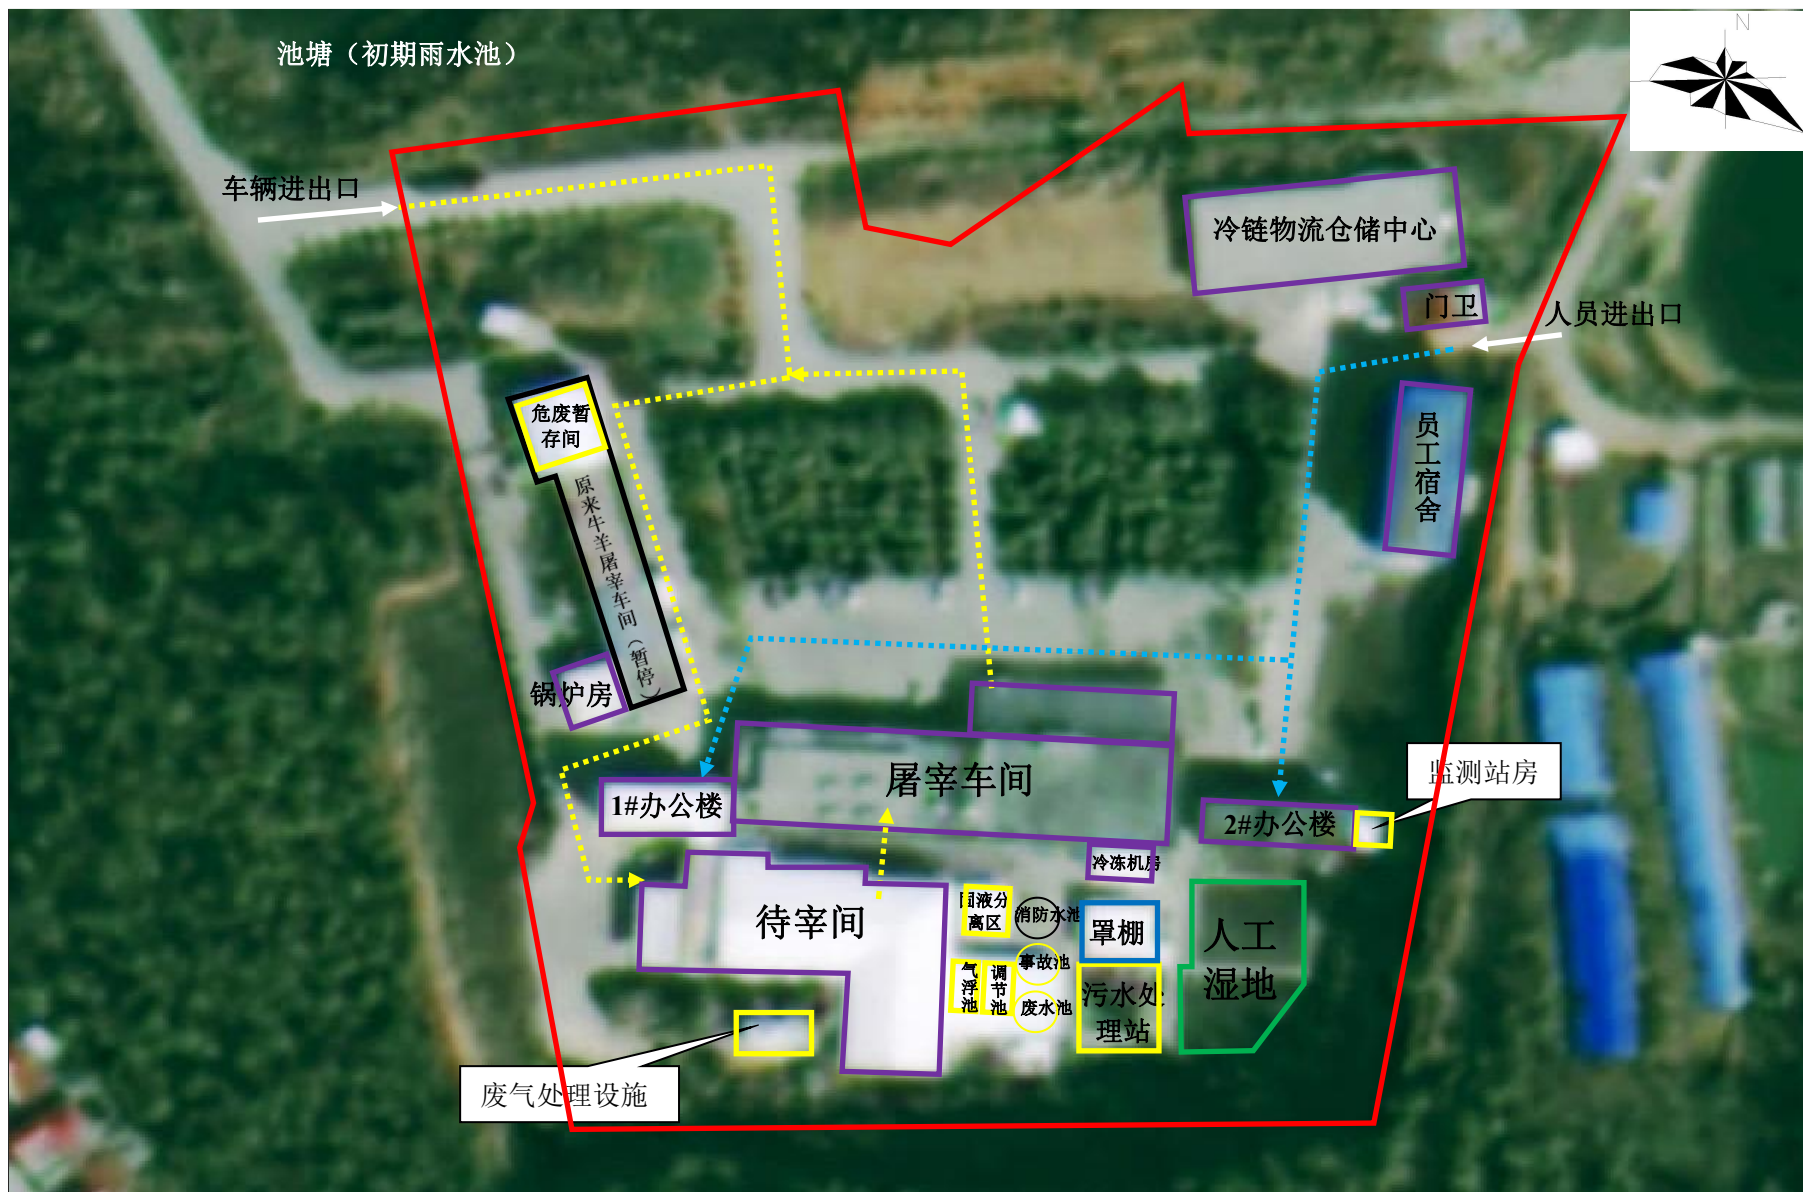 池塘（初期雨水池）
N
车辆进出口
冷链物流仓储中心
门卫
人员进出口
危废暂
存间
员工宿舍
原来牛羊屠宰车间（暂停）
锅炉房
监测站房
屠宰车间
1#办公楼
2#办公楼
冷冻机房
固液分
离区
消防水池
罩棚
待宰间
人工
湿地
事故池
气浮池
调节池
废水池
污水处
理站
废气处理设施